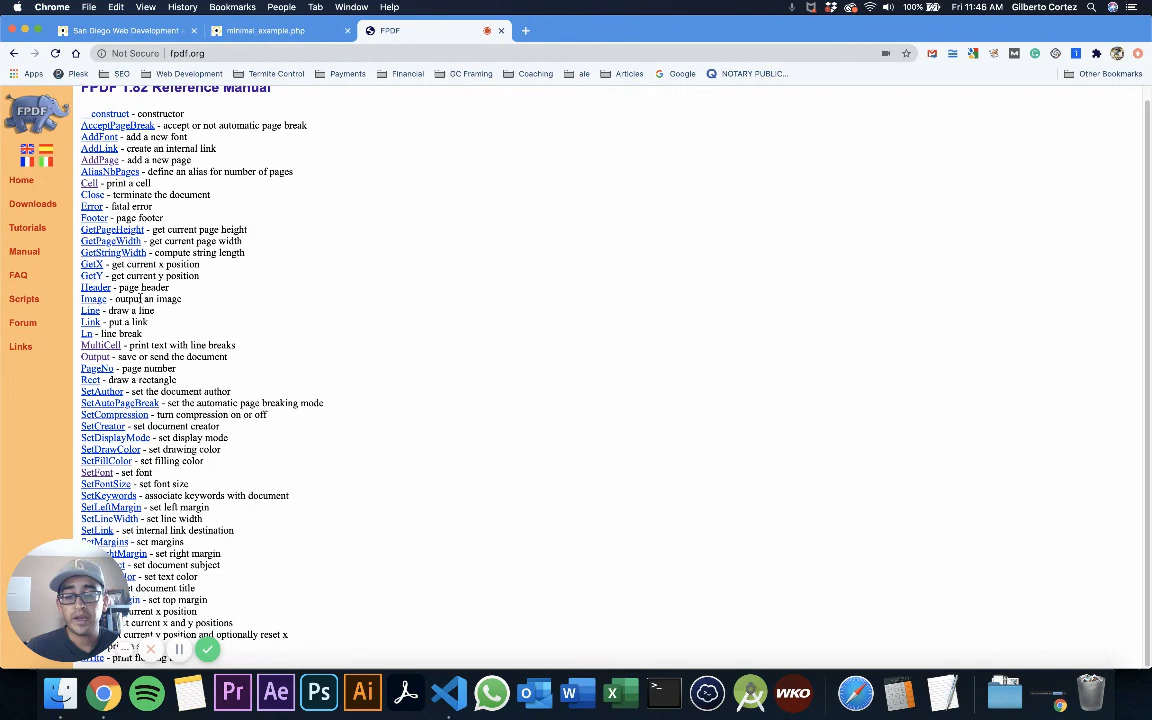 Chrome File Edit View History Bookmarks People Tab Window Help 100% Fri 11:46 AM Gilberto Cortez
San Diego Web Development minimal_example.php FPDF
Not Secure fpdf.org
Apps Plesk SEO Web Development Termite Control Payments Financial GC Framing Coaching ale Articles Google NOTARY PUBLIC... Other Bookmarks
FPDF 1.82 Reference Manual
FPDF
Home
Downloads
Tutorials
Manual
FAQ
Scripts
Forum
Links
__construct - constructor
AcceptPageBreak - accept or not automatic page break
AddFont - add a new font
AddLink - create an internal link
AddPage - add a new page
AliasNbPages - define an alias for number of pages
Cell - print a cell
Close - terminate the document
Error - fatal error
Footer - page footer
GetPageHeight - get current page height
GetPageWidth - get current page width
GetStringWidth - compute string length
GetX - get current x position
GetY - get current y position
Header - page header
Image - output an image
Line - draw a line
Link - put a link
Ln - line break
MultiCell - print text with line breaks
Output - save or send the document
PageNo - page number
Rect - draw a rectangle
SetAuthor - set the document author
SetAutoPageBreak - set the automatic page breaking mode
SetCompression - turn compression on or off
SetCreator - set document creator
SetDisplayMode - set display mode
SetDrawColor - set drawing color
SetFillColor - set filling color
SetFont - set font
SetFontSize - set font size
SetKeywords - associate keywords with document
SetLeftMargin - set left margin
SetLineWidth - set line width
SetLink - set internal link destination
SetMargins - set margins
htMargin - set right margin
ct - set document subject
or - set text color
t document title
gin - set top margin
urrent x position
t current x and y positions
t current y position and optionally reset x
Write - print
Pr Ae Ps Ai W X WKO